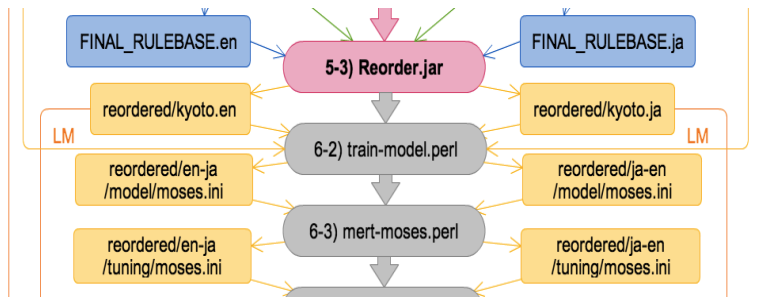 FINAL_RULEBASE.en
FINAL_RULEBASE.ja
5-3) Reorder.jar
reordered/kyoto.en
reordered/kyoto.ja
LM
LM
6-2) train-model.perl
reordered/en-ja
/model/moses.ini
reordered/ja-en
/model/moses.ini
6-3) mert-moses.perl
reordered/en-ja
/tuning/moses.ini
reordered/ja-en
/tuning/moses.ini